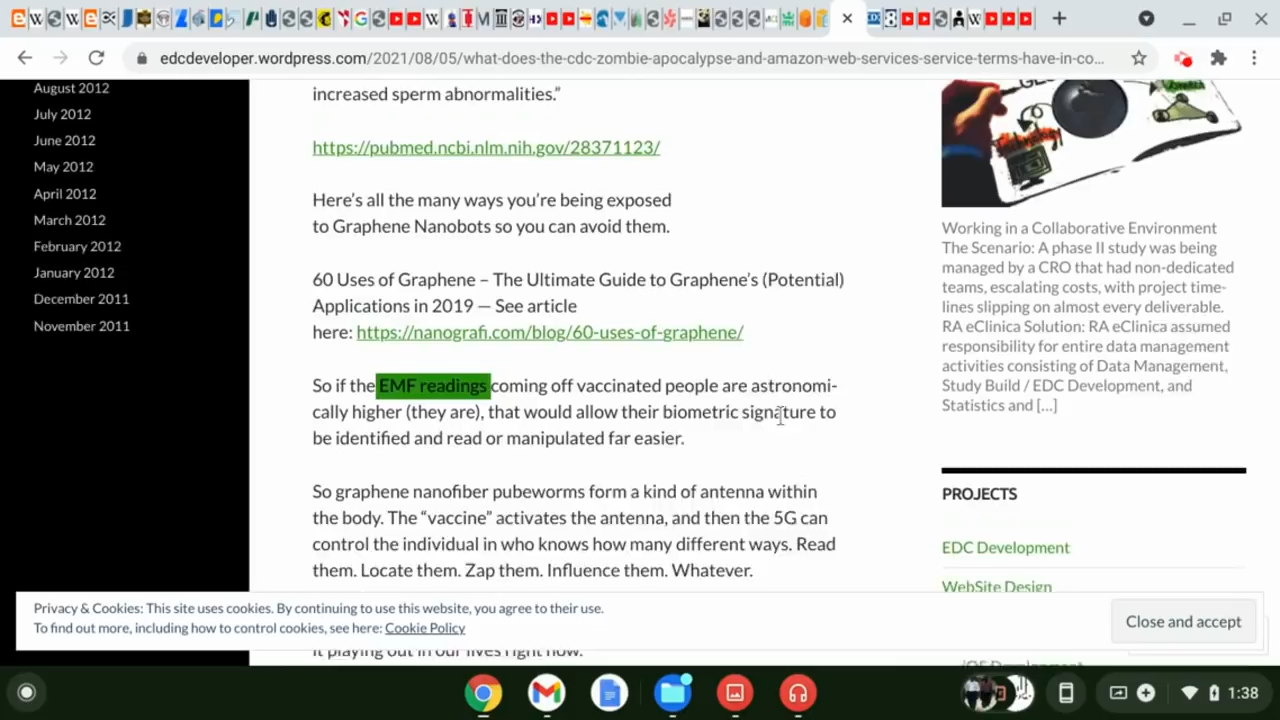 edcdeveloper.wordpress.com/2021/08/05/what-does-the-cdc-zombie-apocalypse-and-amazon-web-services-service-terms-have-in-co...
August 2012
July 2012
June 2012
May 2012
April 2012
March 2012
February 2012
January 2012
December 2011
November 2011
increased sperm abnormalities.”
https://pubmed.ncbi.nlm.nih.gov/28371123/
Here’s all the many ways you’re being exposed
to Graphene Nanobots so you can avoid them.
60 Uses of Graphene – The Ultimate Guide to Graphene’s (Potential)
Applications in 2019 — See article
here: https://nanografi.com/blog/60-uses-of-graphene/
So if the EMF readings coming off vaccinated people are astronomi-
cally higher (they are), that would allow their biometric signature to
be identified and read or manipulated far easier.
So graphene nanofiber pubeworms form a kind of antenna within
the body. The “vaccine” activates the antenna, and then the 5G can
control the individual in who knows how many different ways. Read
them. Locate them. Zap them. Influence them. Whatever.
it playing out in our lives right now.
Technology
Working in a Collaborative Environment
The Scenario: A phase II study was being
managed by a CRO that had non-dedicated
teams, escalating costs, with project time-
lines slipping on almost every deliverable.
RA eClinica Solution: RA eClinica assumed
responsibility for entire data management
activities consisting of Data Management,
Study Build / EDC Development, and
Statistics and […]
PROJECTS
EDC Development
WebSite Design
Privacy & Cookies: This site uses cookies. By continuing to use this website, you agree to their use.
To find out more, including how to control cookies, see here: Cookie Policy
Close and accept
1:38